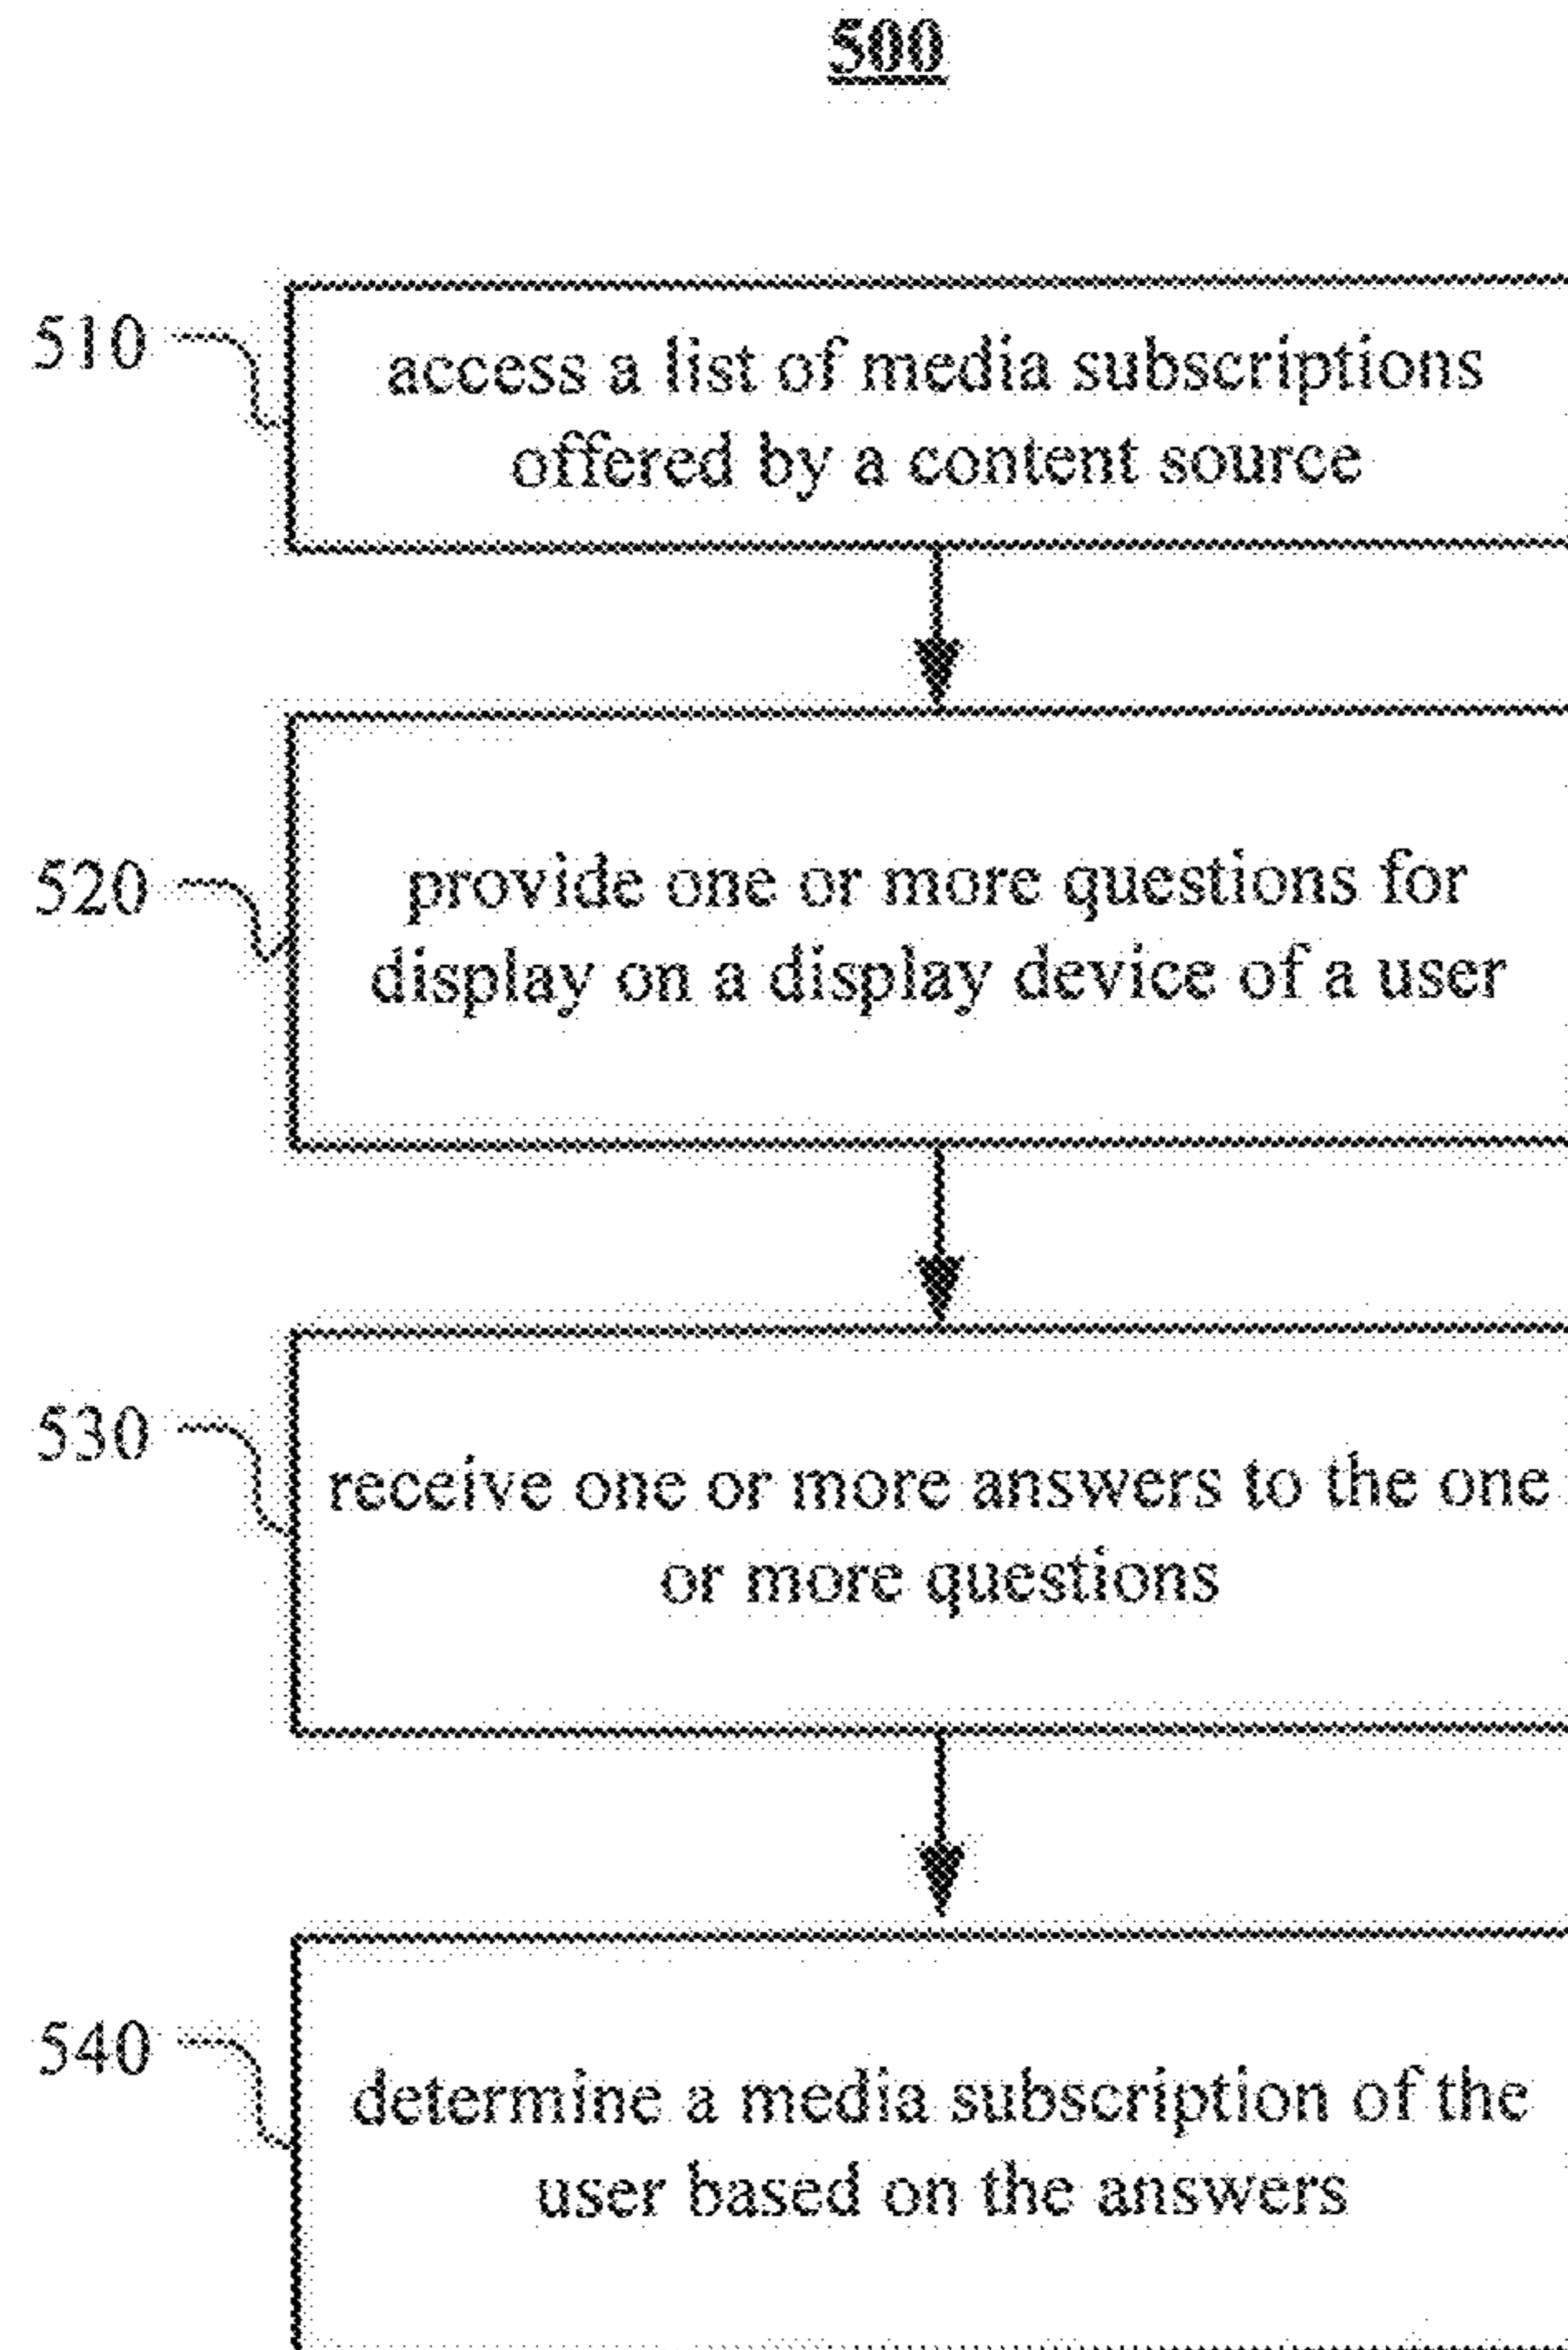 500
510
access a list of media subscriptions
offered by a content source
520
provide one or more questions for
display on a display device of a user
530
receive one or more answers to the one
or more questions
540
determine a media subscription of the
user based on the answers